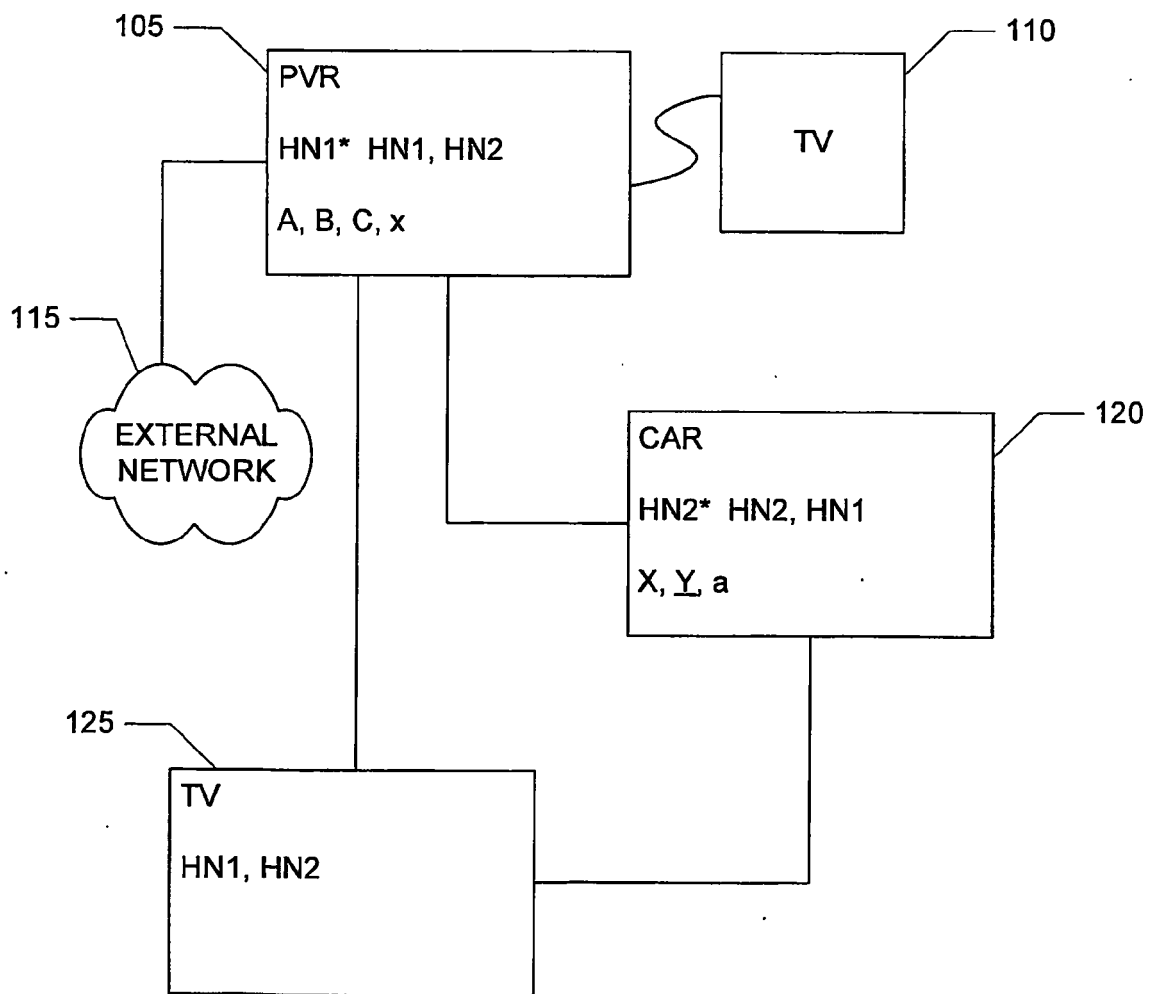 105
PVR
HN1* HN1, HN2
A, B, C, x
110
TV
115
EXTERNAL
NETWORK
120
CAR
HN2* HN2, HN1
X, Y, a
125
TV
HN1, HN2